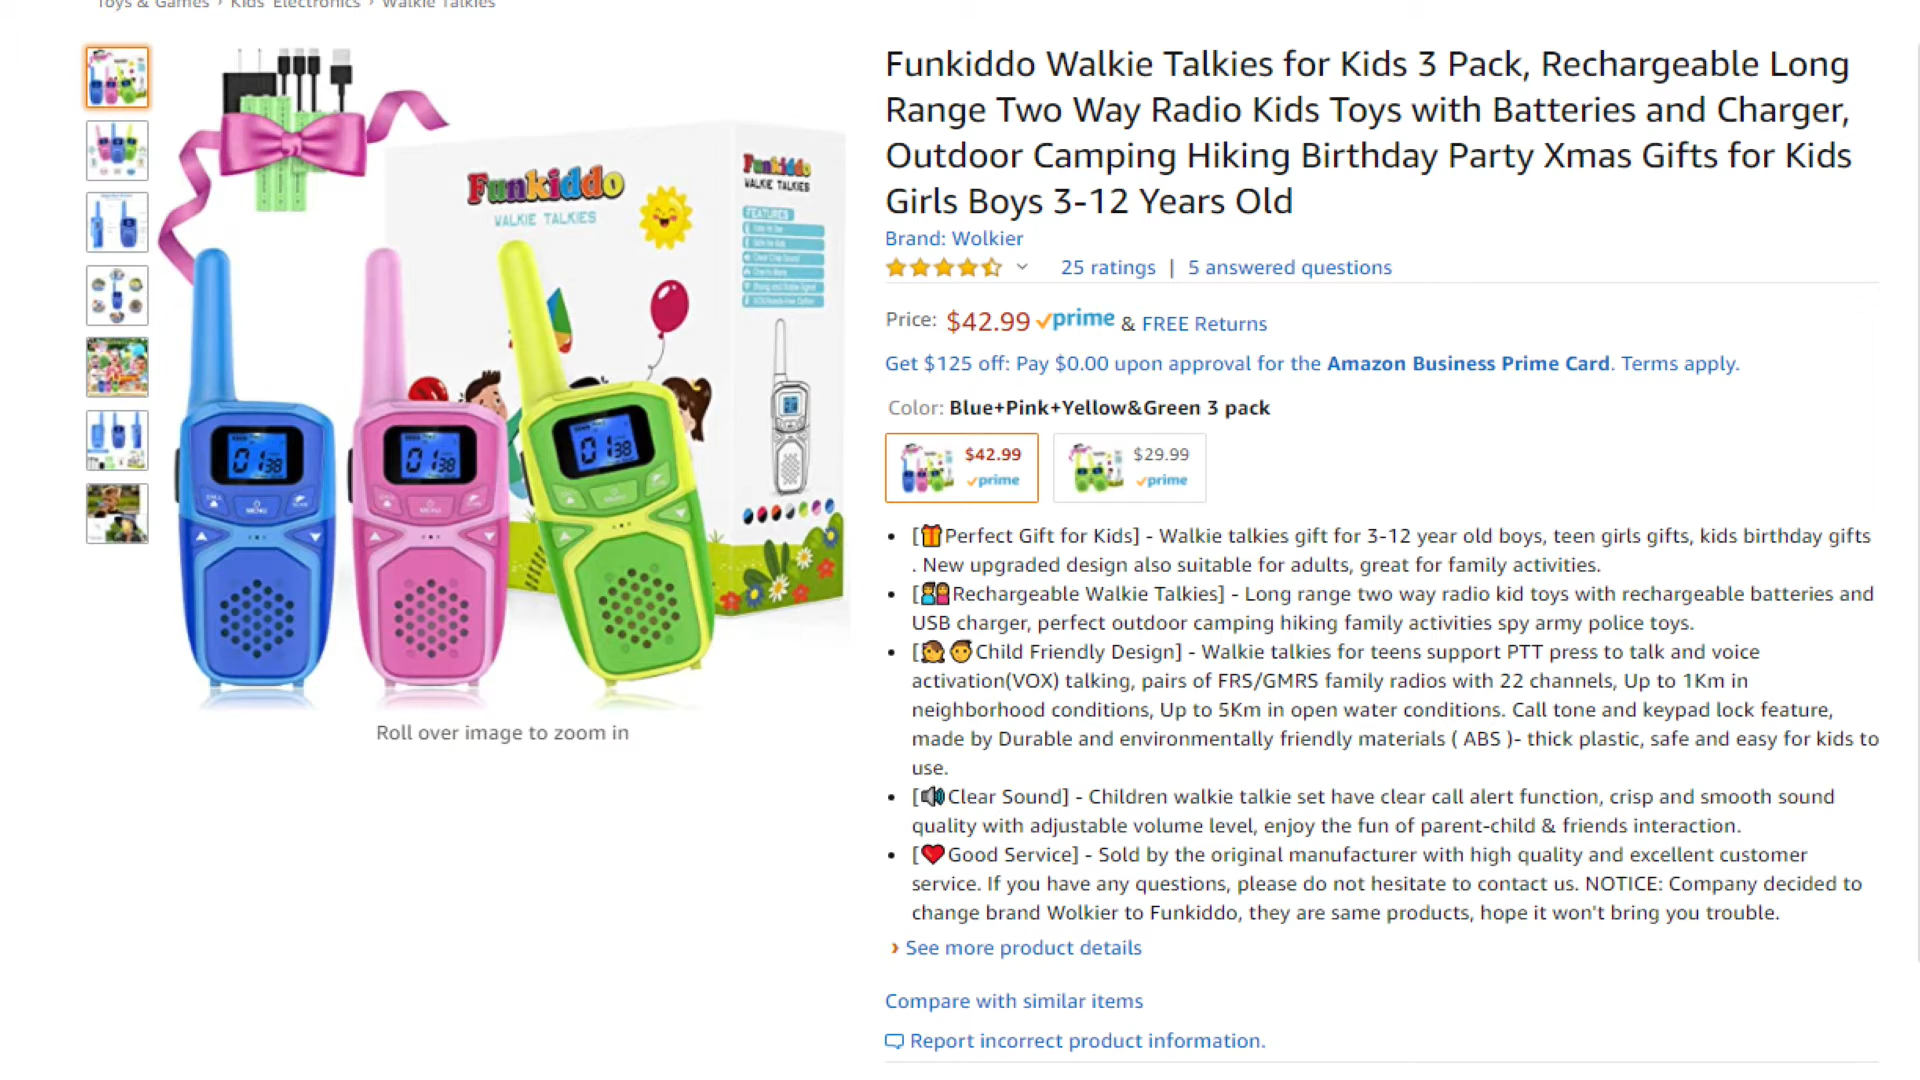 Toys & Games › Kids' Electronics › Walkie Talkies
Funkiddo Walkie Talkies for Kids 3 Pack, Rechargeable Long
Range Two Way Radio Kids Toys with Batteries and Charger,
Outdoor Camping Hiking Birthday Party Xmas Gifts for Kids
Girls Boys 3-12 Years Old
Brand: Wolkier
25 ratings | 5 answered questions
Price: $42.99 prime & FREE Returns
Get $125 off: Pay $0.00 upon approval for the Amazon Business Prime Card. Terms apply.
Color: Blue+Pink+Yellow&Green 3 pack
$42.99
prime
$29.99
prime
• [🎁Perfect Gift for Kids] - Walkie talkies gift for 3-12 year old boys, teen girls gifts, kids birthday gifts
. New upgraded design also suitable for adults, great for family activities.
• [👫Rechargeable Walkie Talkies] - Long range two way radio kid toys with rechargeable batteries and
USB charger, perfect outdoor camping hiking family activities spy army police toys.
• [👧👦Child Friendly Design] - Walkie talkies for teens support PTT press to talk and voice
activation(VOX) talking, pairs of FRS/GMRS family radios with 22 channels, Up to 1Km in
neighborhood conditions, Up to 5Km in open water conditions. Call tone and keypad lock feature,
made by Durable and environmentally friendly materials ( ABS )- thick plastic, safe and easy for kids to
use.
• [🔊Clear Sound] - Children walkie talkie set have clear call alert function, crisp and smooth sound
quality with adjustable volume level, enjoy the fun of parent-child & friends interaction.
• [❤️Good Service] - Sold by the original manufacturer with high quality and excellent customer
service. If you have any questions, please do not hesitate to contact us. NOTICE: Company decided to
change brand Wolkier to Funkiddo, they are same products, hope it won't bring you trouble.
› See more product details
Compare with similar items
Report incorrect product information.
Funkiddo
WALKIE TALKIES
Funkiddo
WALKIE TALKIES
FEATURES
01 38
MENU
01 38
MENU
01 38
MENU
Roll over image to zoom in